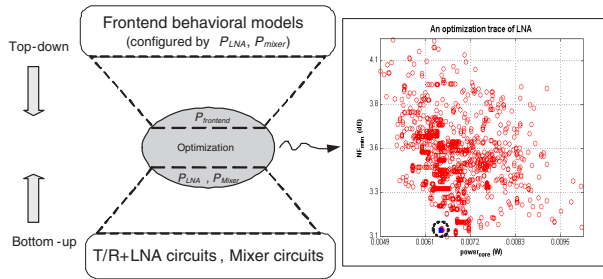 Frontend behavioral models
(configured by P_LNA, P_mixer)
Top-down
P_frontend
Optimization
P_LNA , P_Mixer
Bottom -up
T/R+LNA circuits , Mixer circuits
An optimization trace of LNA
NF_min (dB)
4.1
3.8
3.6
3.3
3.1
0.0049 0.0061 0.0072 0.0083 0.0095
power_core (W)